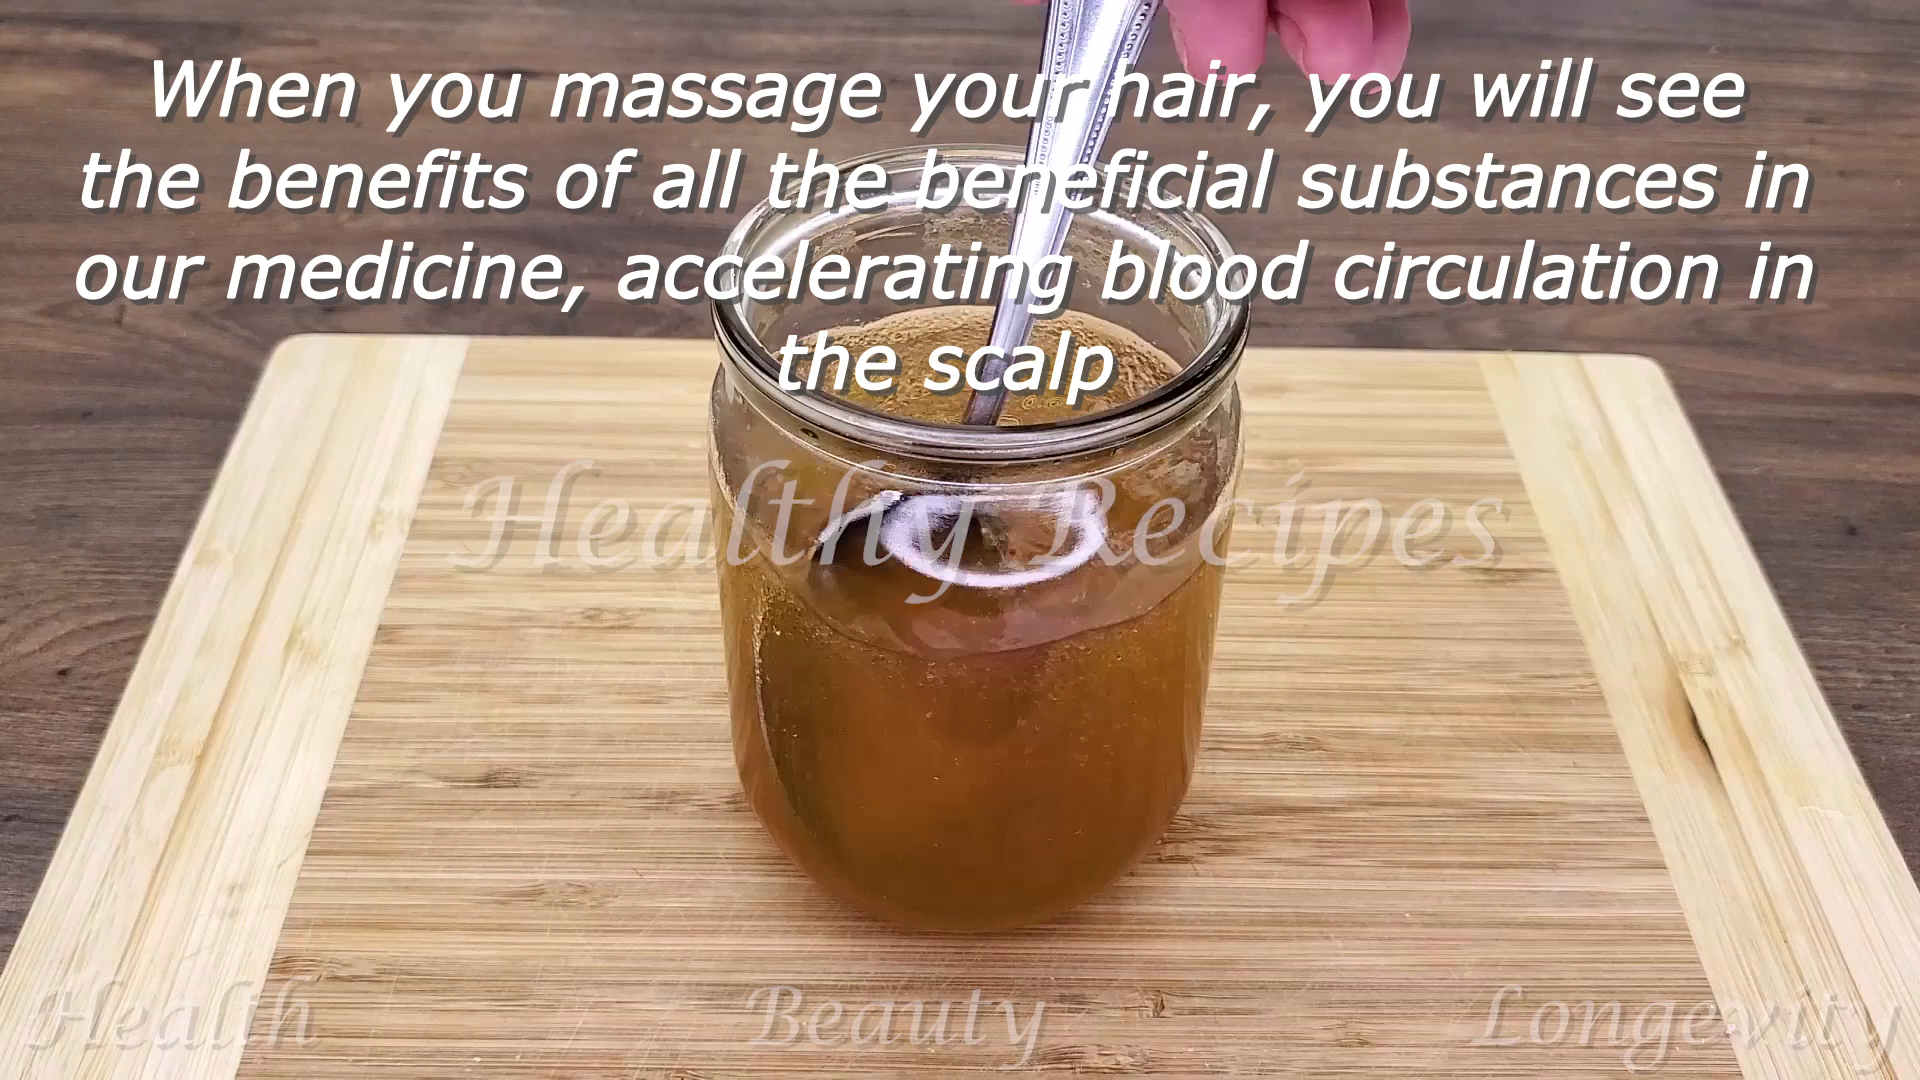 When you massage your hair, you will see
the benefits of all the beneficial substances in
our medicine, accelerating blood circulation in
the scalp
Healthy Recipes
Health Beauty Longevity